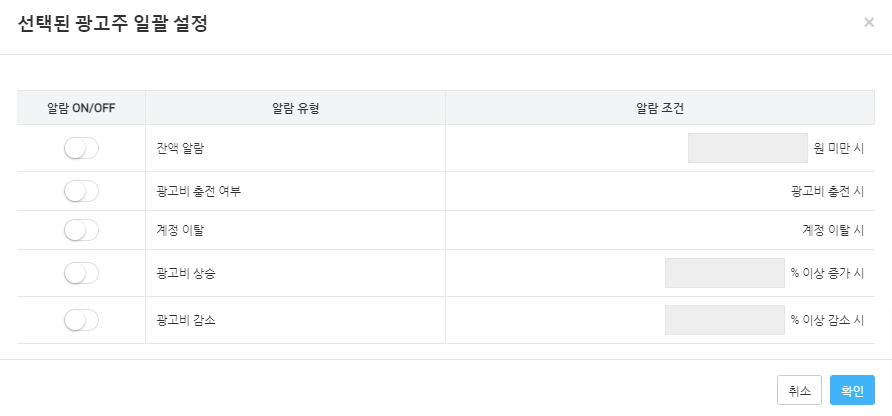 선택된 광고주 일괄 설정
×
알람 ON/OFF 알람 유형 알람 조건
잔액 알람 원 미만 시
광고비 충전 여부 광고비 충전 시
계정 이탈 계정 이탈 시
광고비 상승 % 이상 증가 시
광고비 감소 % 이상 감소 시
취소 확인